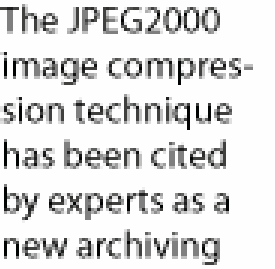 The JPEG2000
image compres-
sion technique
has been cited
by experts as a
new archiving